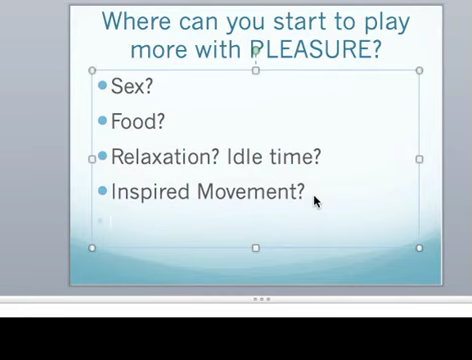 Where can you start to play
more with PLEASURE?
Sex?
Food?
Relaxation? Idle time?
Inspired Movement?